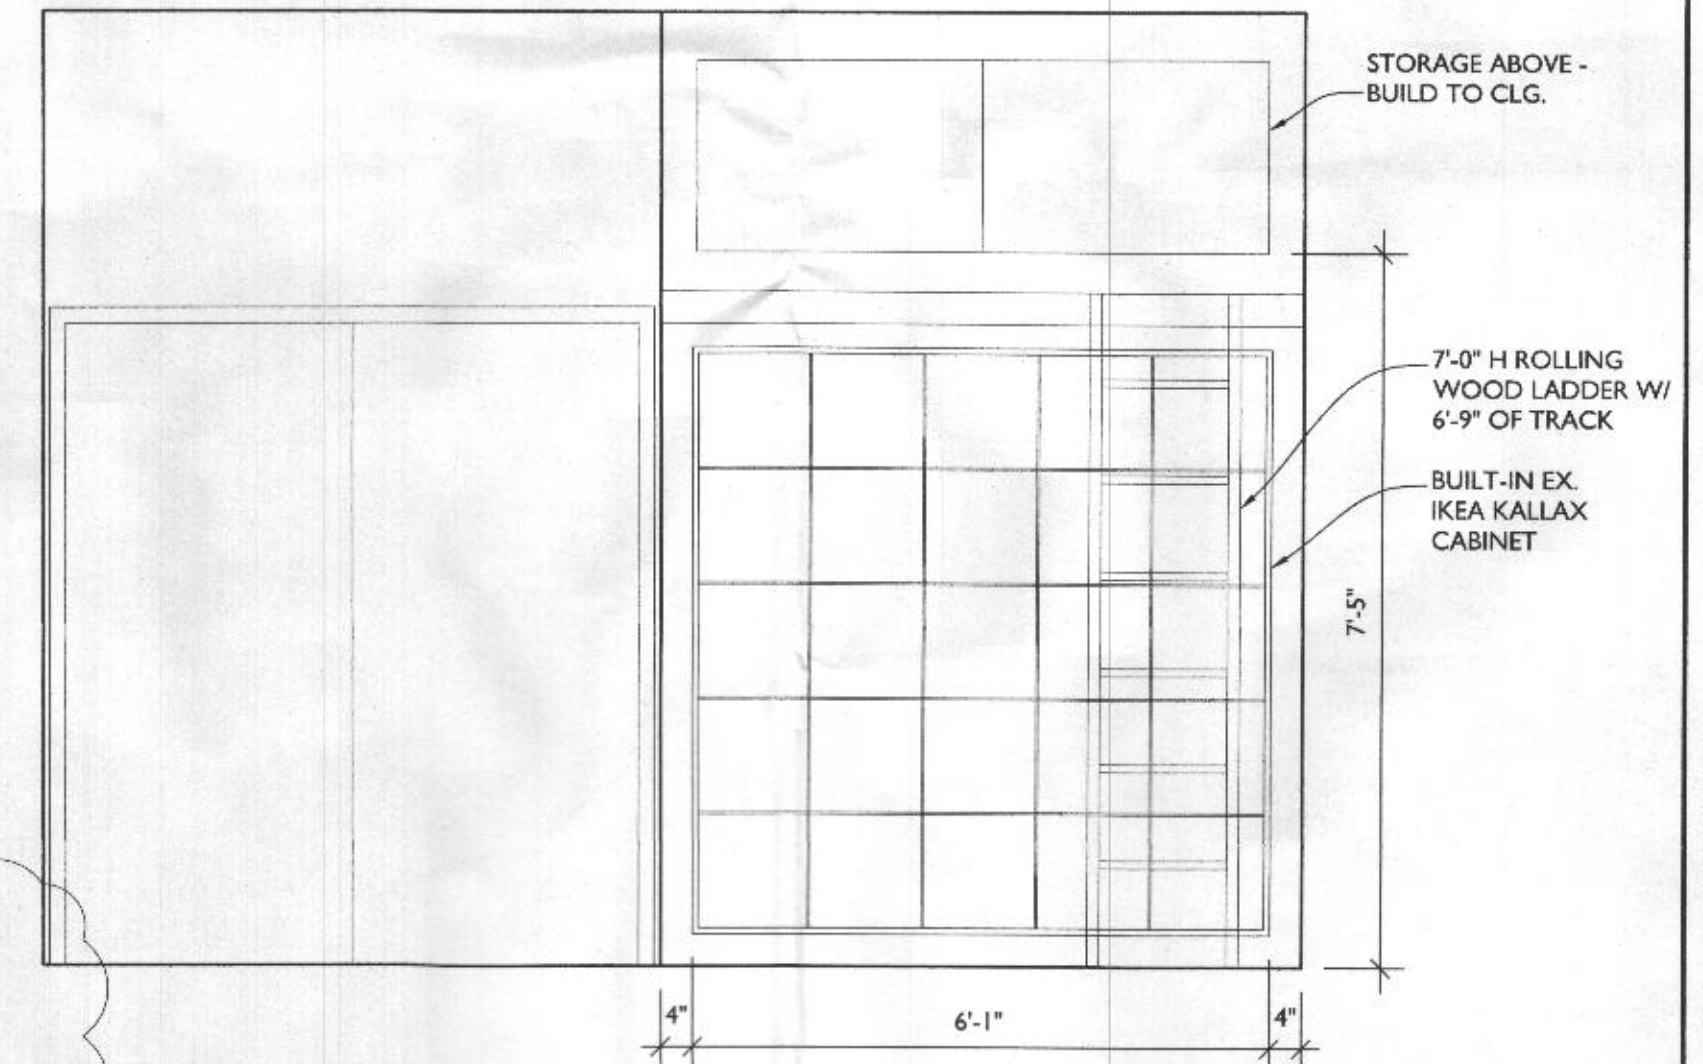 STORAGE ABOVE -
BUILD TO CLG.
7'-0" H ROLLING
WOOD LADDER W/
6'-9" OF TRACK
BUILT-IN EX.
IKEA KALLAX
CABINET
7'-5"
4"
6'-1"
4"